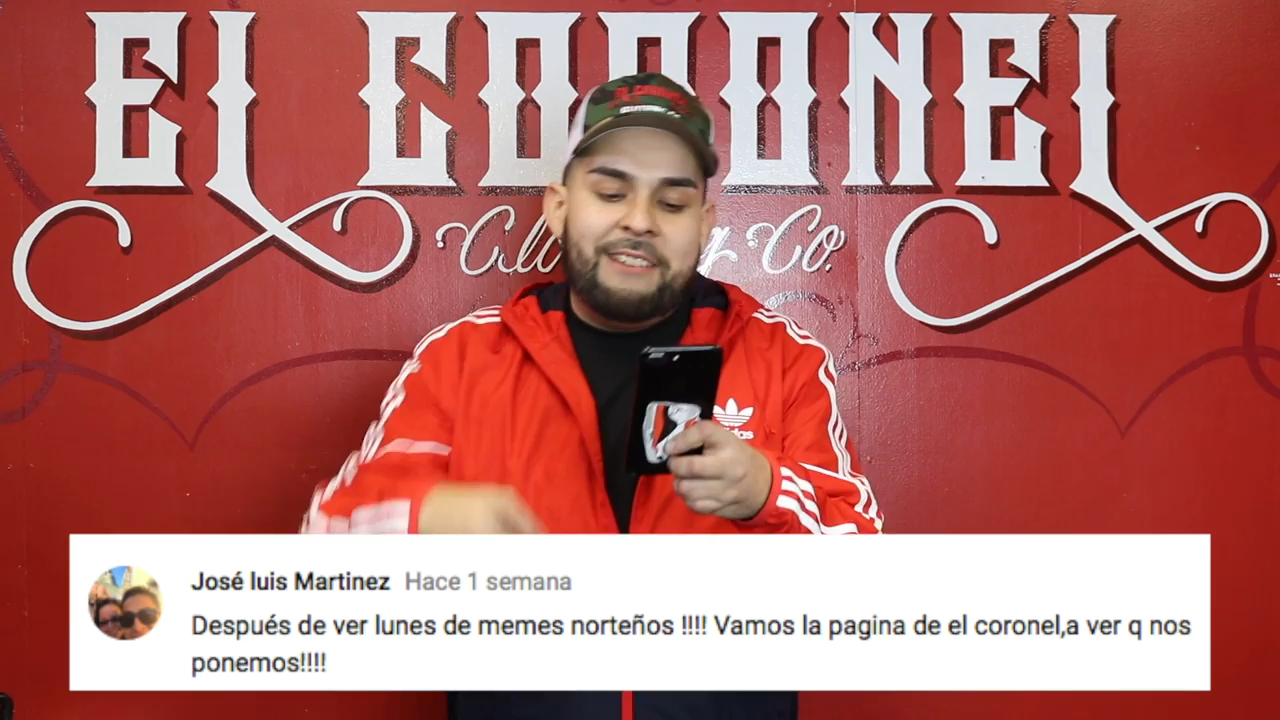 EL CORONEL
Clothing Co.
adidas
José luis Martinez Hace 1 semana
Después de ver lunes de memes norteños !!!! Vamos la pagina de el coronel,a ver q nos
ponemos!!!!